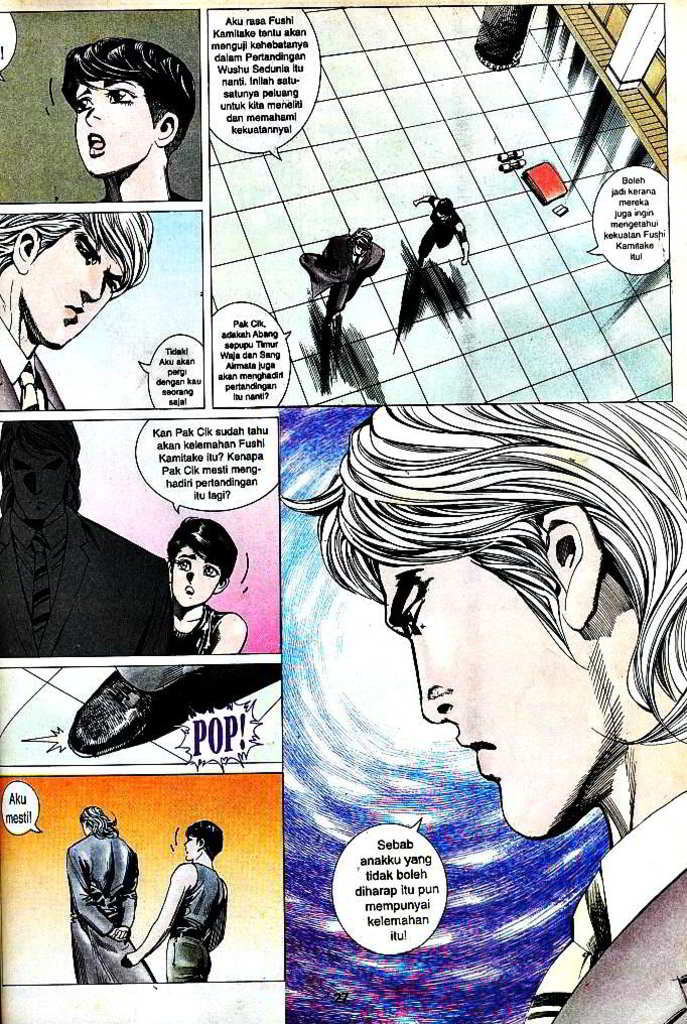 !
Aku rasa Fushi
Kamitake tentu akan
menguji kehebatanya
dalam Pertandingan
Wushu Sedunia itu
nanti. Inilah satu-
satunya peluang
untuk kita meneliti
dan memahami
kekuatannya!
Boleh
jadi kerana
mereka
juga ingin
mengetahui
kekuatan Fushi
Kamitake
itu!
Pak Cik,
adakah Abang
sepupu Timur
Waja dan Sang
Airmata juga
akan menghadiri
pertandingan
itu nanti?
Tidak!
Aku akan
pergi
dengan kau
seorang
saja!
Kan Pak Cik sudah tahu
akan kelemahan Fushi
Kamitake itu? Kenapa
Pak Cik mesti meng-
hadiri pertandingan
itu lagi?
POP!
Aku
mesti!
Sebab
anakku yang
tidak boleh
diharap itu pun
mempunyai
kelemahan
itu!
27